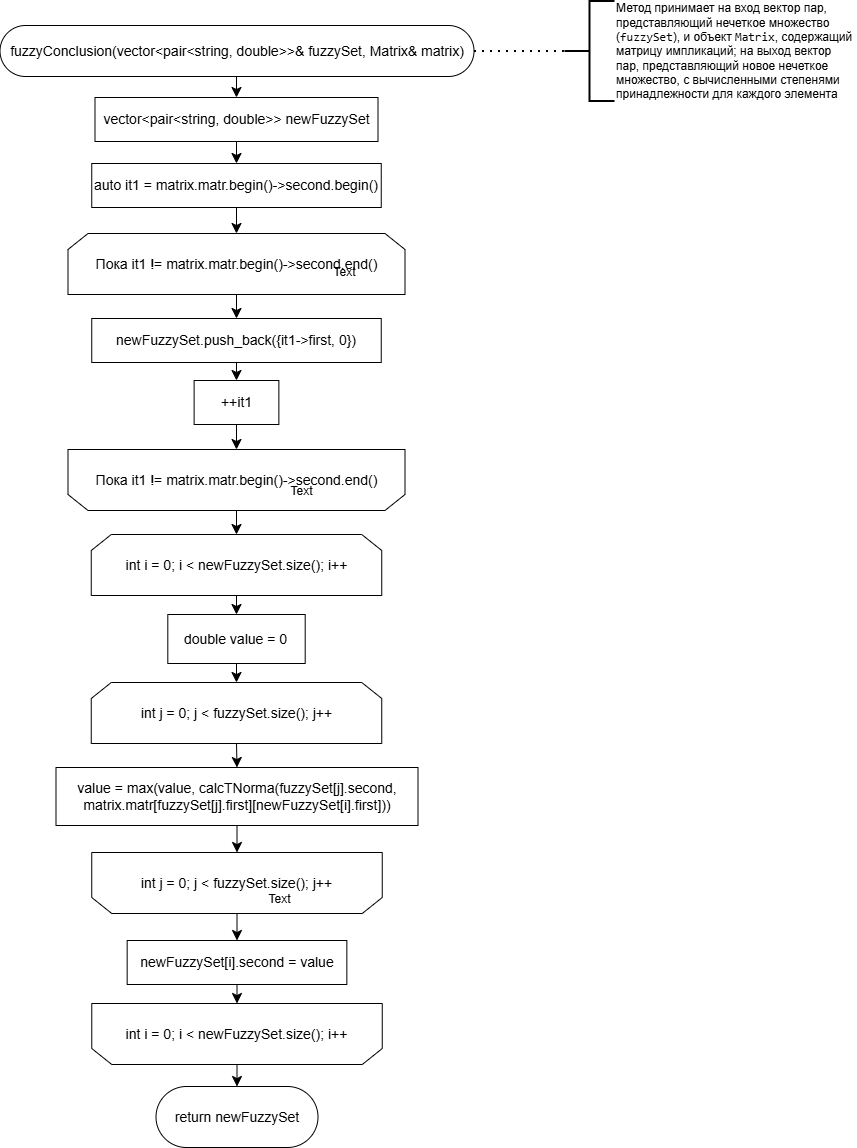 fuzzyConclusion(vector<pair<string, double>>& fuzzySet, Matrix& matrix)
Метод принимает на вход вектор пар,
представляющий нечеткое множество
(fuzzySet), и объект Matrix, содержащий
матрицу импликаций; на выход вектор
пар, представляющий новое нечеткое
множество, с вычисленными степенями
принадлежности для каждого элемента
vector<pair<string, double>> newFuzzySet
auto it1 = matrix.matr.begin()->second.begin()
Пока it1 != matrix.matr.begin()->second.end()
Text
newFuzzySet.push_back({it1->first, 0})
++it1
Пока it1 != matrix.matr.begin()->second.end()
Text
int i = 0; i < newFuzzySet.size(); i++
double value = 0
int j = 0; j < fuzzySet.size(); j++
value = max(value, calcTNorma(fuzzySet[j].second,
matrix.matr[fuzzySet[j].first][newFuzzySet[i].first]))
int j = 0; j < fuzzySet.size(); j++
Text
newFuzzySet[i].second = value
int i = 0; i < newFuzzySet.size(); i++
return newFuzzySet